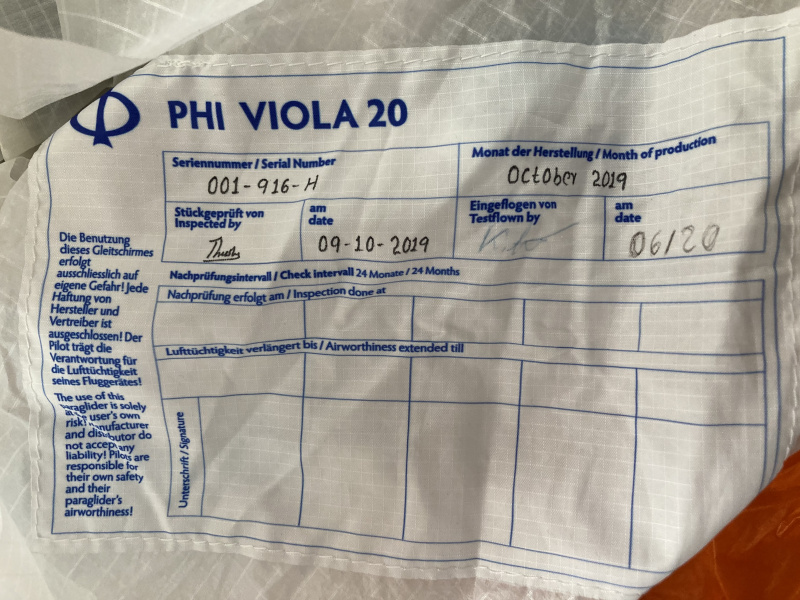 PHI VIOLA 20
Seriennummer / Serial Number
001-916-H
Monat der Herstellung / Month of production
October 2019
Stückgeprüft von
Inspected by
am
date
09-10-2019
Eingeflogen von
Testflown by
am
date
06/20
Nachprüfungsintervall / Check intervall 24 Monate / 24 Months
Nachprüfung erfolgt am / Inspection done at
Lufttüchtigkeit verlängert bis / Airworthiness extended till
Unterschrift / Signature
Die Benutzung
dieses Gleitschirmes
erfolgt
ausschliesslich auf
eigene Gefahr! Jede
Haftung von
Hersteller und
Vertreiber ist
ausgeschlossen! Der
Pilot trägt die
Verantwortung für
die Lufttüchtigkeit
seines Fluggerätes!
The use of this
paraglider is solely
at user's own
risk! manufacturer
and distributor do
not accept any
liability! Pilots are
responsible for
their own safety
and their
paraglider's
airworthiness!